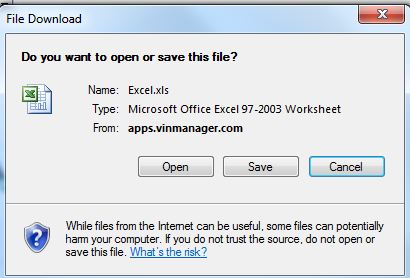 File Download
Do you want to open or save this file?
Name: Excel.xls
Type: Microsoft Office Excel 97-2003 Worksheet
From: apps.vinmanager.com
Open Save Cancel
While files from the Internet can be useful, some files can potentially
harm your computer. If you do not trust the source, do not open or
save this file. What's the risk?